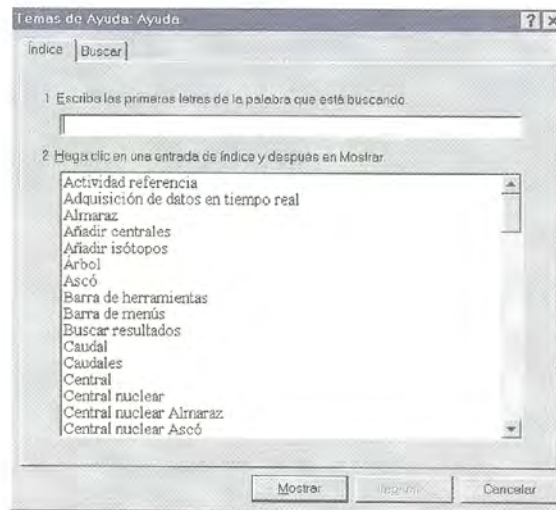 Temas de Ayuda: Ayuda
Índice
Buscar
1 Escriba las primeras letras de la palabra que está buscando.
2 Haga clic en una entrada de índice y después en Mostrar.
Actividad referencia
Adquisición de datos en tiempo real
Almaraz
Añadir centrales
Añadir isótopos
Árbol
Ascó
Barra de herramientas
Barra de menús
Buscar resultados
Caudal
Caudales
Central
Central nuclear
Central nuclear Almaraz
Central nuclear Ascó
Mostrar
Cancelar